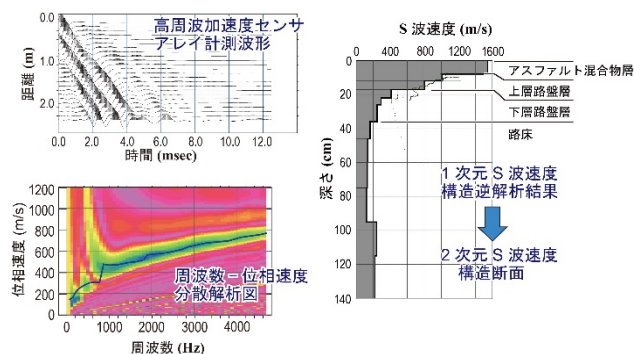 高周波加速度センサ
アレイ計測波形
0.0
1.0
2.0
距離 (m)
0.0 2.0 4.0 6.0 8.0 10.0 12.0
時間 (msec)
1200
1000
800
600
400
200
0
位相速度 (m/s)
周波数－位相速度
分散解析図
0 1000 2000 3000 4000
周波数 (Hz)
S 波速度 (m/s)
0 200 600 1000 1400 1600
0
20
40
60
80
100
120
140
深さ (cm)
アスファルト混合物層
上層路盤層
下層路盤層
路床
1 次元 S 波速度
構造逆解析結果
2 次元 S 波速度
構造断面